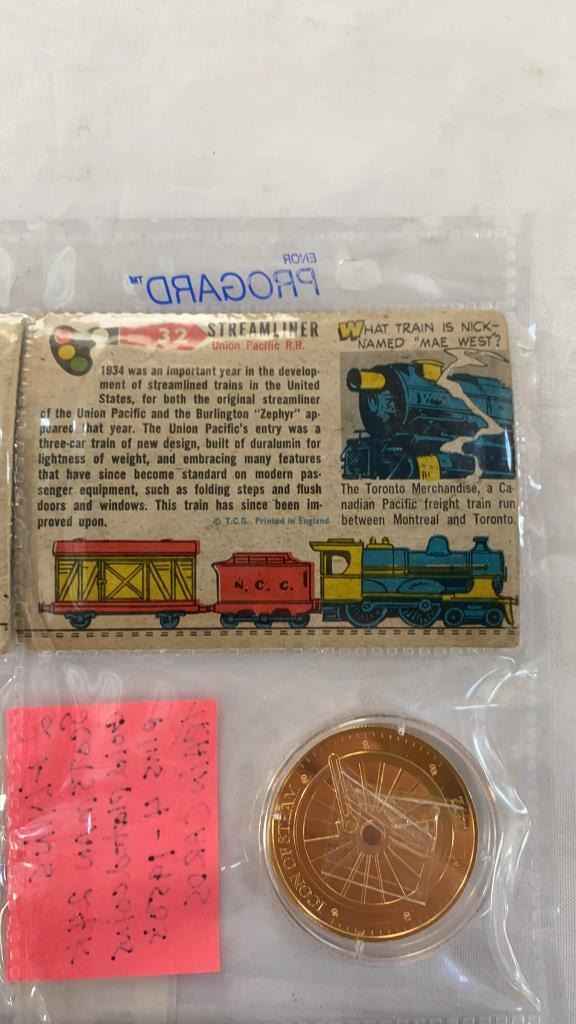 ENOR
PROGARD™
32
STREAMLINER
Union Pacific R.R.
1934 was an important year in the develop-
ment of streamlined trains in the United
States, for both the original streamliner
of the Union Pacific and the Burlington "Zephyr" ap-
peared that year. The Union Pacific's entry was a
three-car train of new design, built of duralumin for
lightness of weight, and embracing many features
that have since become standard on modern pas-
senger equipment, such as folding steps and flush
doors and windows. This train has since been im-
proved upon.
© T.C.G. Printed in England
WHAT TRAIN IS NICK-
NAMED "MAE WEST"?
The Toronto Merchandise, a Ca-
nadian Pacific freight train run
between Montreal and Toronto.
N. C. C.
ICON OF STEAM